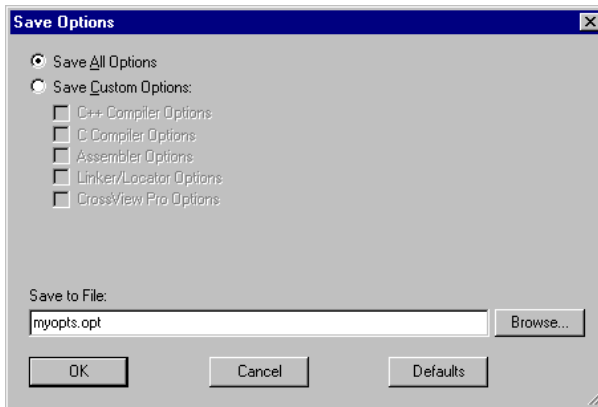 Save Options
Save All Options
Save Custom Options:
C++ Compiler Options
C Compiler Options
Assembler Options
Linker/Locator Options
CrossView Pro Options
Save to File:
myopts.opt
Browse...
OK
Cancel
Defaults